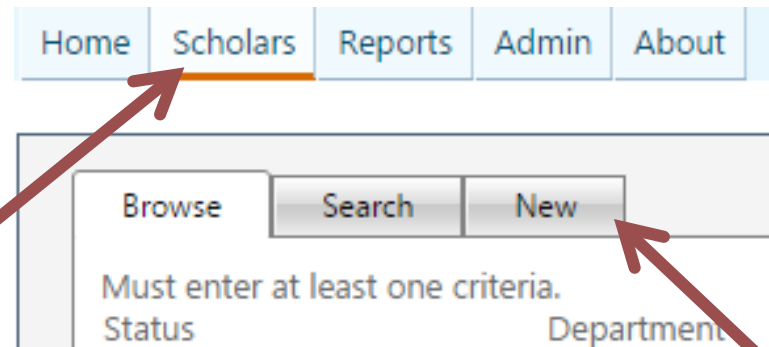 Home Scholars Reports Admin About
Browse Search New
Must enter at least one criteria.
Status Department